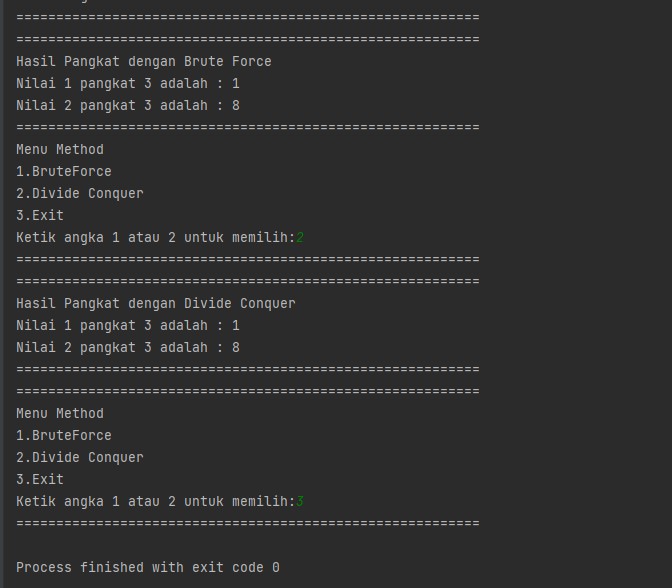 ==========================================================
==========================================================
Hasil Pangkat dengan Brute Force
Nilai 1 pangkat 3 adalah : 1
Nilai 2 pangkat 3 adalah : 8
==========================================================
Menu Method
1.BruteForce
2.Divide Conquer
3.Exit
Ketik angka 1 atau 2 untuk memilih:2
==========================================================
==========================================================
Hasil Pangkat dengan Divide Conquer
Nilai 1 pangkat 3 adalah : 1
Nilai 2 pangkat 3 adalah : 8
==========================================================
==========================================================
Menu Method
1.BruteForce
2.Divide Conquer
3.Exit
Ketik angka 1 atau 2 untuk memilih:3
==========================================================
Process finished with exit code 0